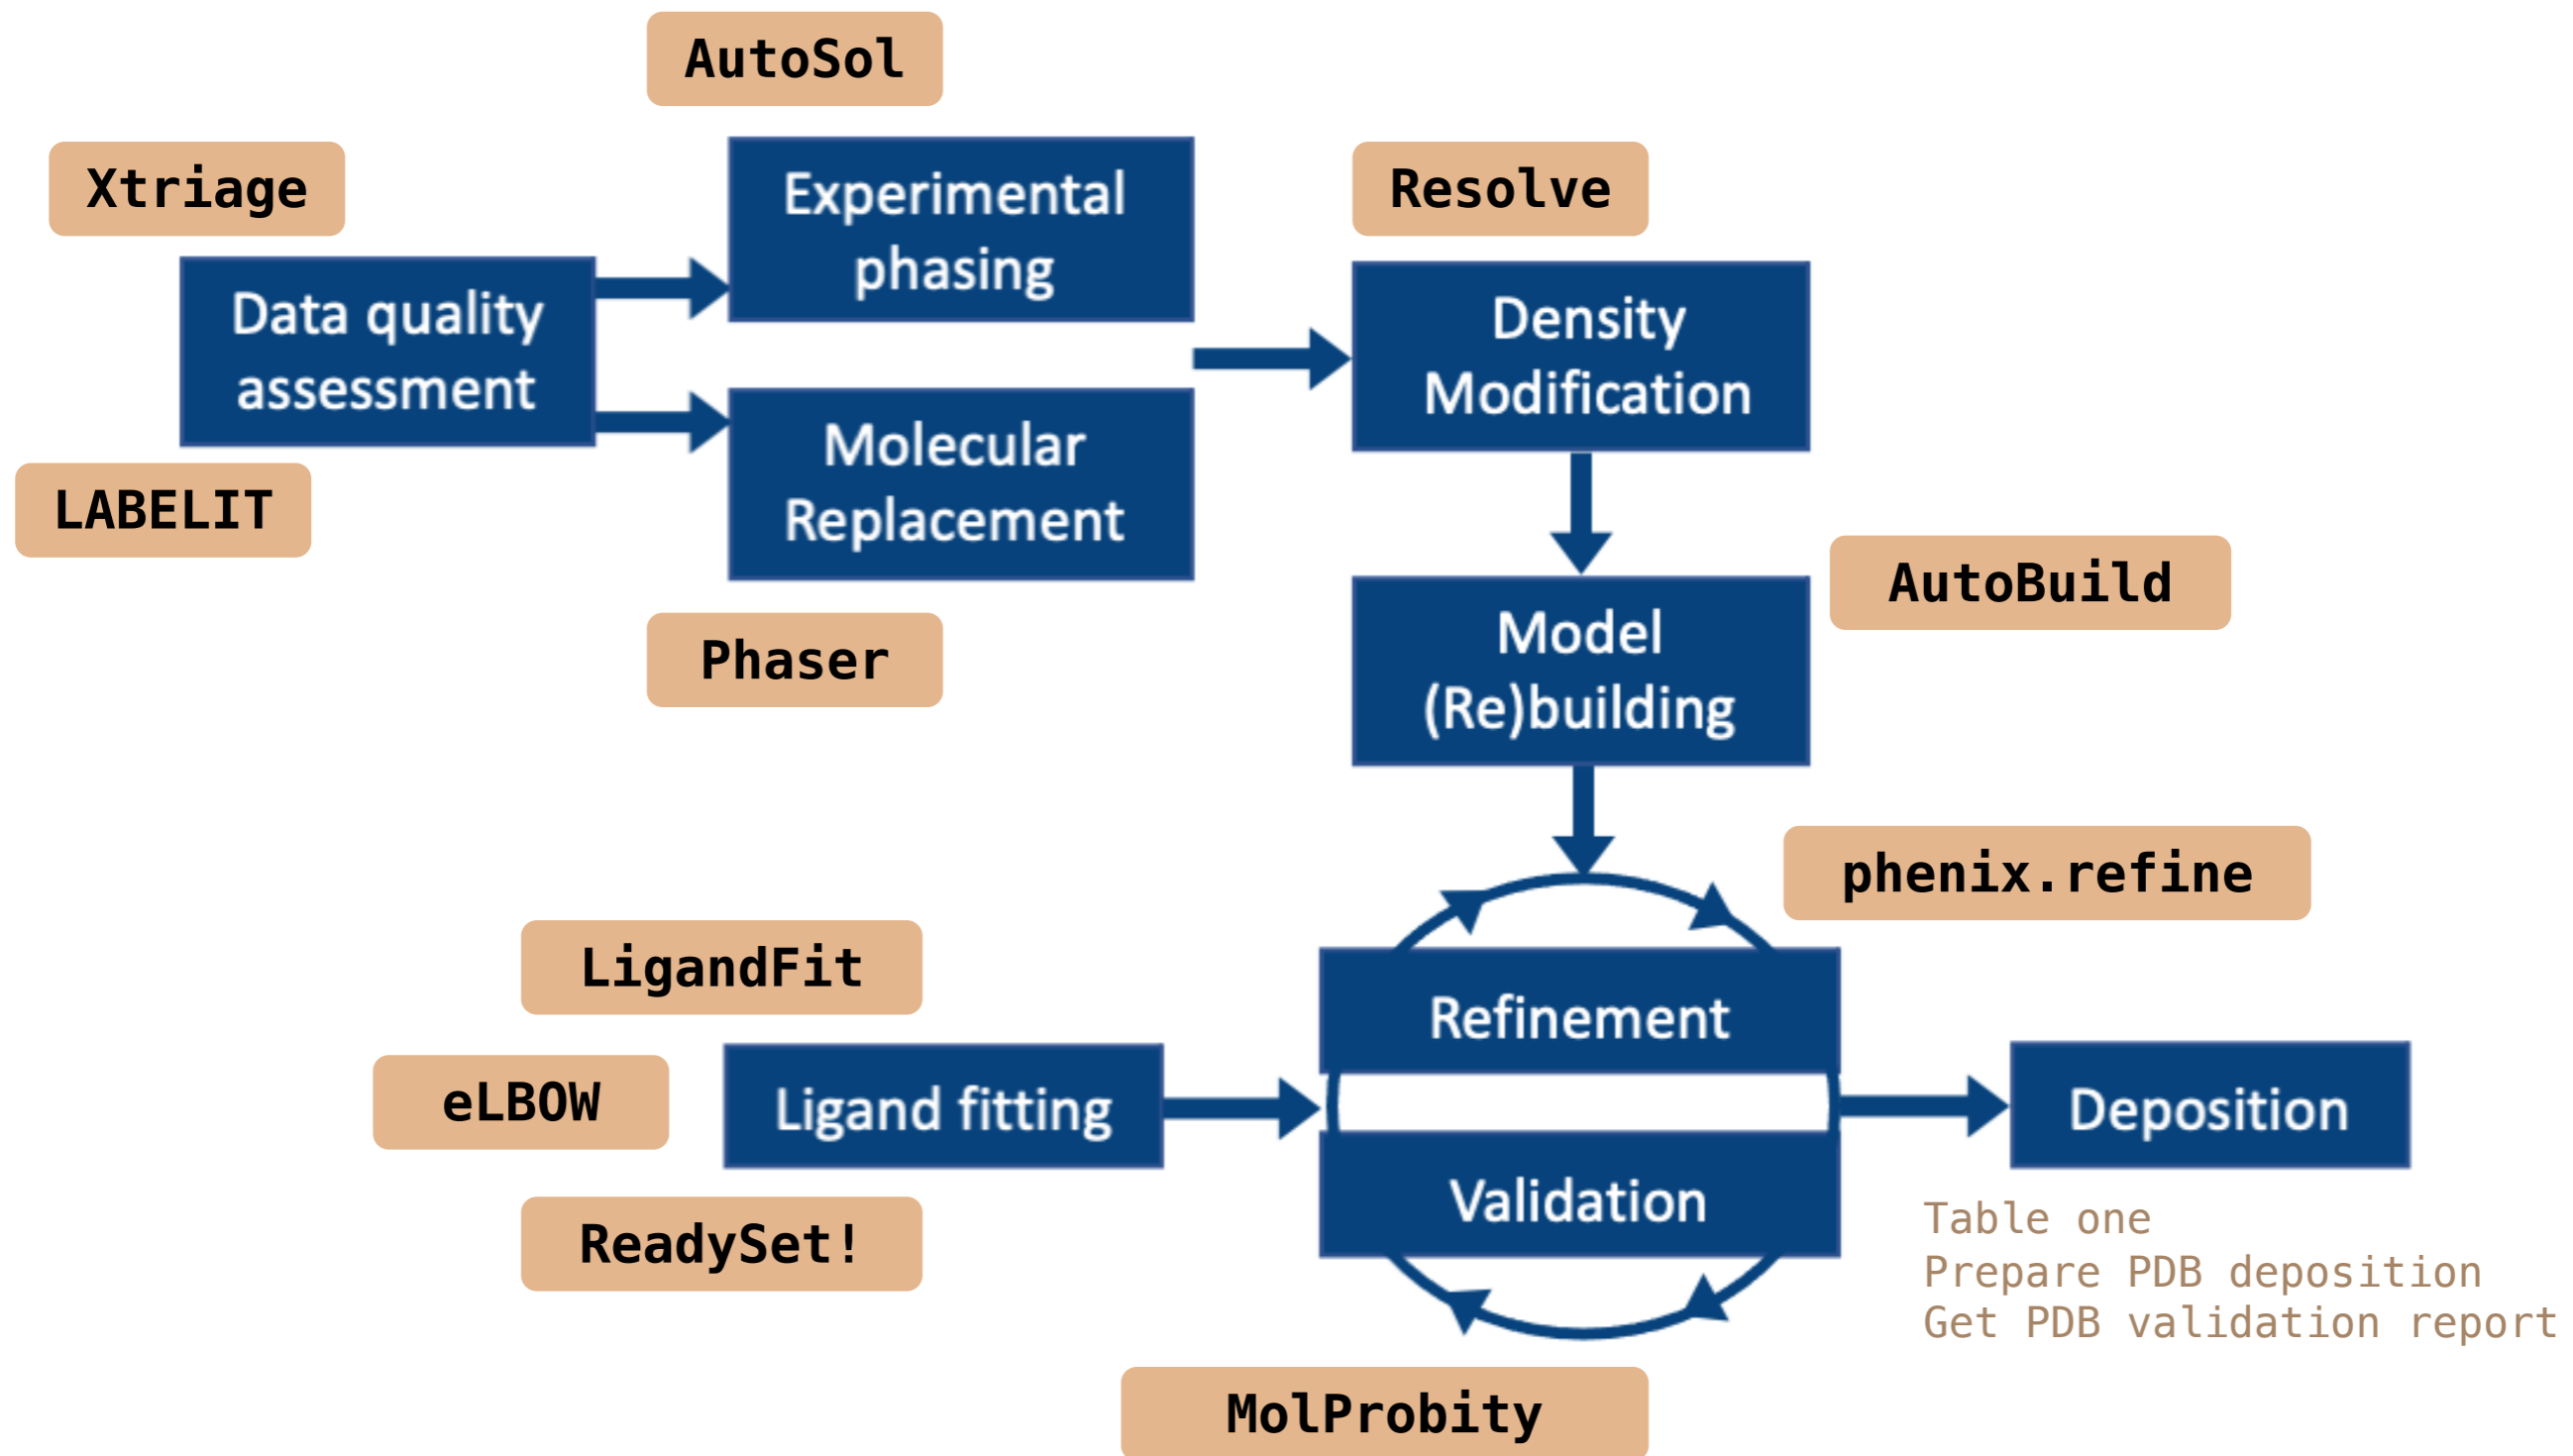 AutoSol
Xtriage
Experimental
phasing
Resolve
Data quality
assessment
Density
Modification
LABELIT
Molecular
Replacement
Phaser
AutoBuild
Model
(Re)building
phenix.refine
LigandFit
Refinement
eLBOW
Ligand fitting
Deposition
ReadySet!
Validation
Table one
Prepare PDB deposition
Get PDB validation report
MolProbity